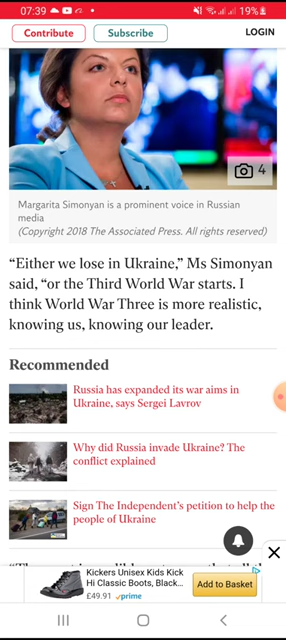 07:39
19%
Contribute
Subscribe
LOGIN
4
Margarita Simonyan is a prominent voice in Russian
media
(Copyright 2018 The Associated Press. All rights reserved)
“Either we lose in Ukraine,” Ms Simonyan
said, “or the Third World War starts. I
think World War Three is more realistic,
knowing us, knowing our leader.
Recommended
Russia has expanded its war aims in
Ukraine, says Sergei Lavrov
Why did Russia invade Ukraine? The
conflict explained
Sign The Independent’s petition to help the
people of Ukraine
Kickers Unisex Kids Kick
Hi Classic Boots, Black...
£49.91 prime
Add to Basket